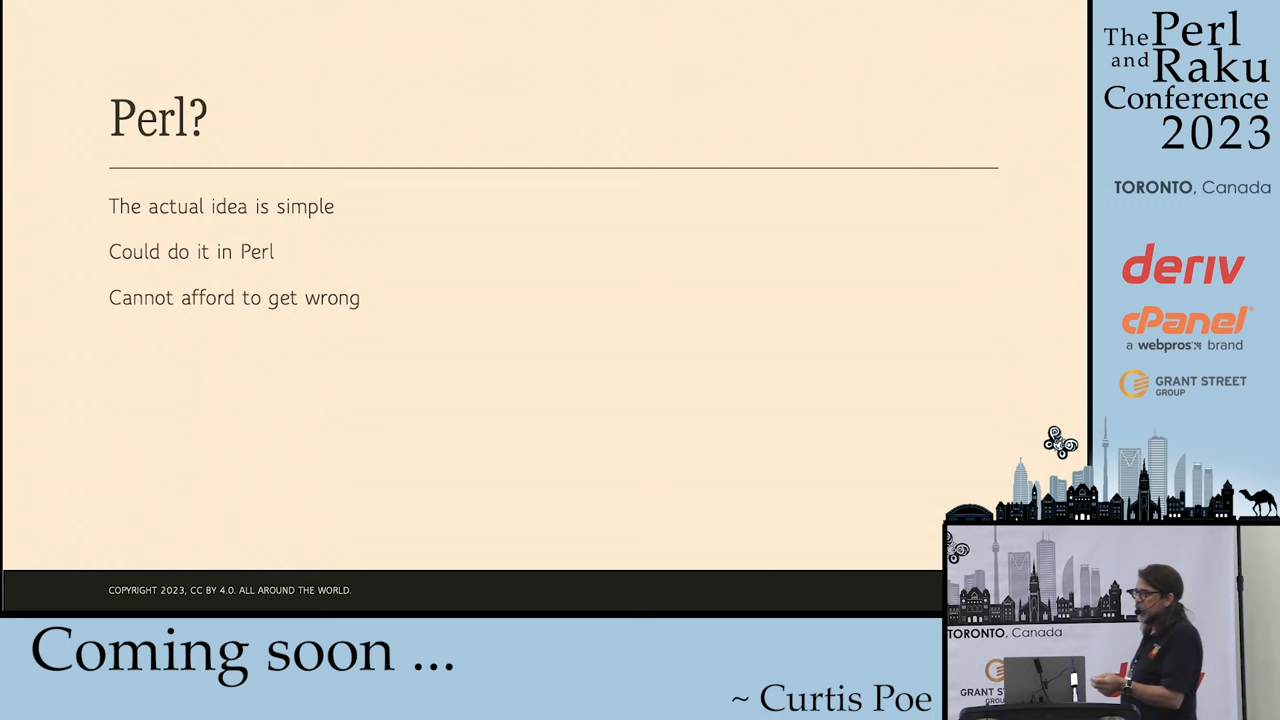 Perl?
The actual idea is simple
Could do it in Perl
Cannot afford to get wrong
COPYRIGHT 2023, CC BY 4.0. ALL AROUND THE WORLD.
The Perl
and Raku
Conference
2023
TORONTO, Canada
deriv
cPanel®
a webpros brand
GRANT STREET
GROUP
TORONTO, Canada
GRANT
GROU
Coming soon ...
~ Curtis Poe